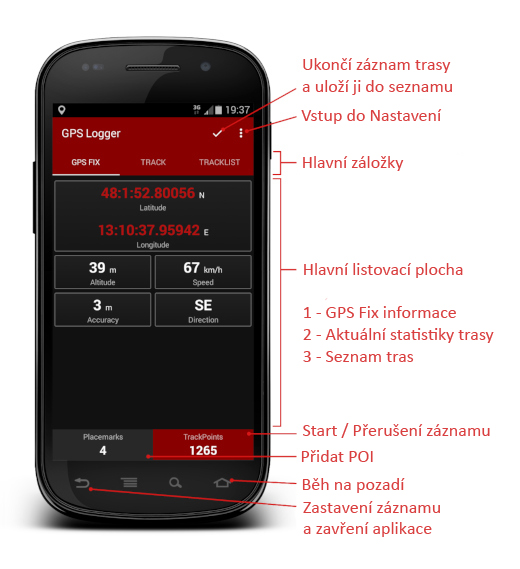 3G 19:37
GPS Logger
GPS FIX TRACK TRACKLIST
48:1:52.80056 N
Latitude
13:10:37.95942 E
Longitude
39 m 67 km/h
Altitude Speed
3 m SE
Accuracy Direction
Placemarks TrackPoints
4 1265
Ukončí záznam trasy
a uloží ji do seznamu
Vstup do Nastavení
Hlavní záložky
Hlavní listovací plocha
1 - GPS Fix informace
2 - Aktuální statistiky trasy
3 - Seznam tras
Start / Přerušení záznamu
Přidat POI
Běh na pozadí
Zastavení záznamu
a zavření aplikace